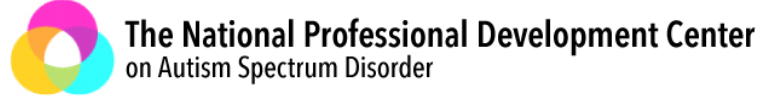 The National Professional Development Center
on Autism Spectrum Disorder